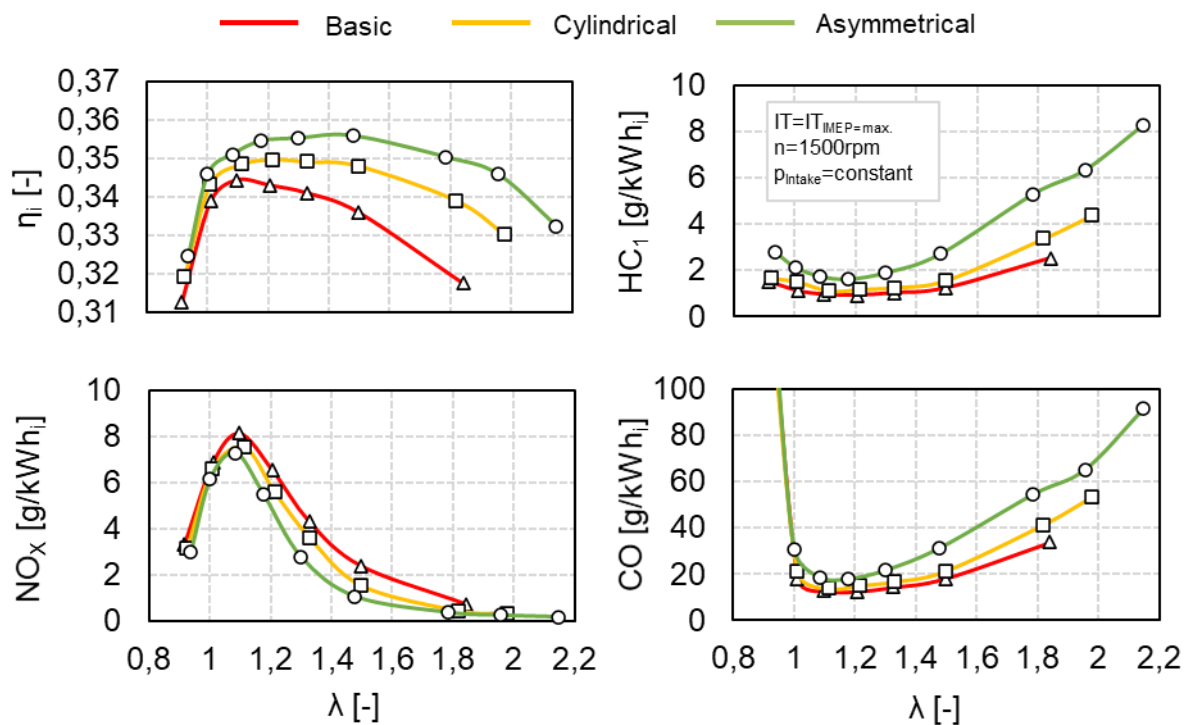 Basic Cylindrical Asymmetrical
ηi [-]
0,37
0,36
0,35
0,34
0,33
0,32
0,31
HC1 [g/kWhi]
10
8
6
4
2
0
IT=ITIMEP=max.
n=1500rpm
pIntake=constant
NOX [g/kWhi]
10
8
6
4
2
0
0,8 1 1,2 1,4 1,6 1,8 2 2,2
λ [-]
CO [g/kWhi]
100
80
60
40
20
0
0,8 1 1,2 1,4 1,6 1,8 2 2,2
λ [-]